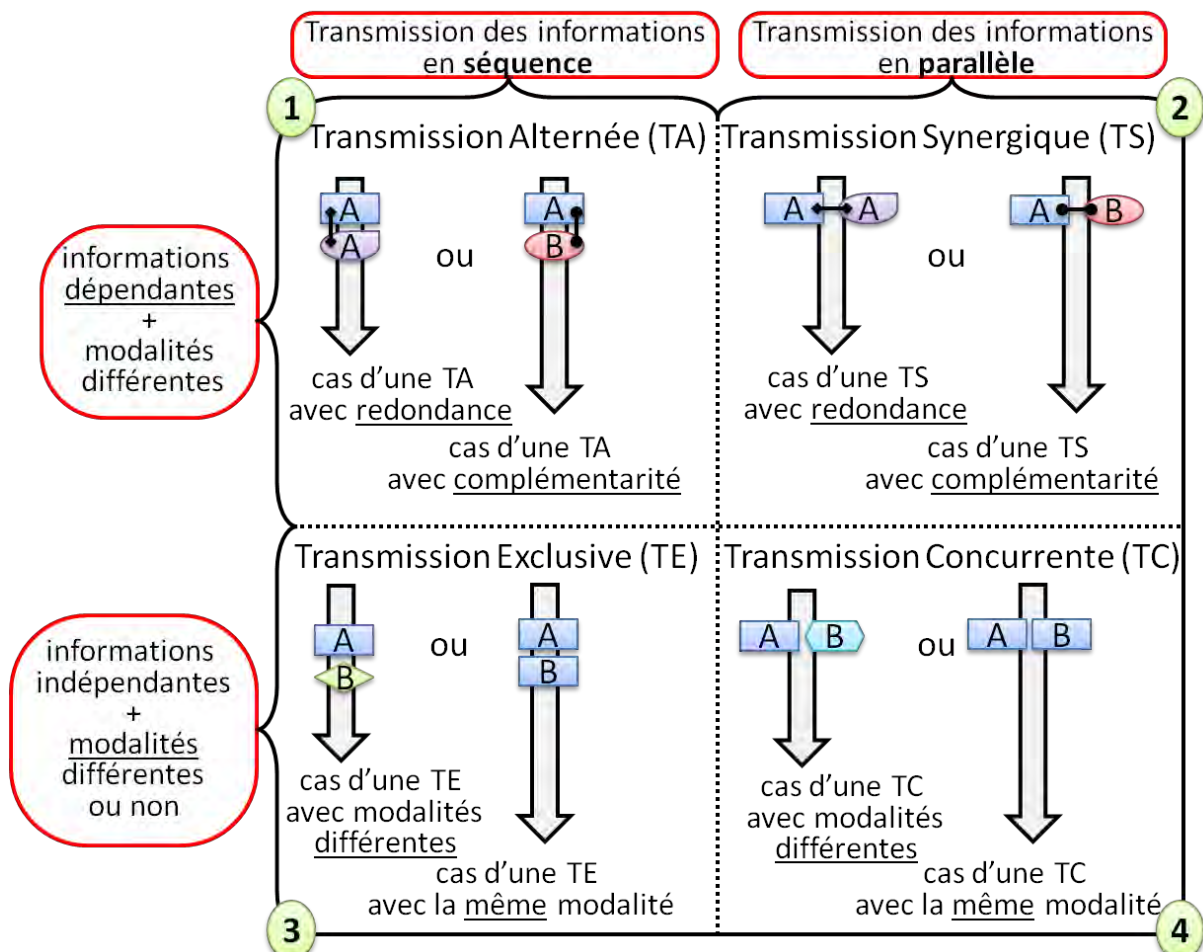 Transmission des informations
en séquence
Transmission des informations
en parallèle
1
2
Transmission Alternée (TA)
Transmission Synergique (TS)
informations
dépendantes
+
modalités
différentes
A
A
ou
A
B
cas d'une TA
avec redondance
cas d'une TA
avec complémentarité
A
A
ou
A
B
cas d'une TS
avec redondance
cas d'une TS
avec complémentarité
Transmission Exclusive (TE)
Transmission Concurrente (TC)
informations
indépendantes
+
modalités
différentes
ou non
A
B
ou
A
B
cas d'une TE
avec modalités
différentes
cas d'une TE
avec la même modalité
A
B
ou
A
B
cas d'une TC
avec modalités
différentes
cas d'une TC
avec la même modalité
3
4